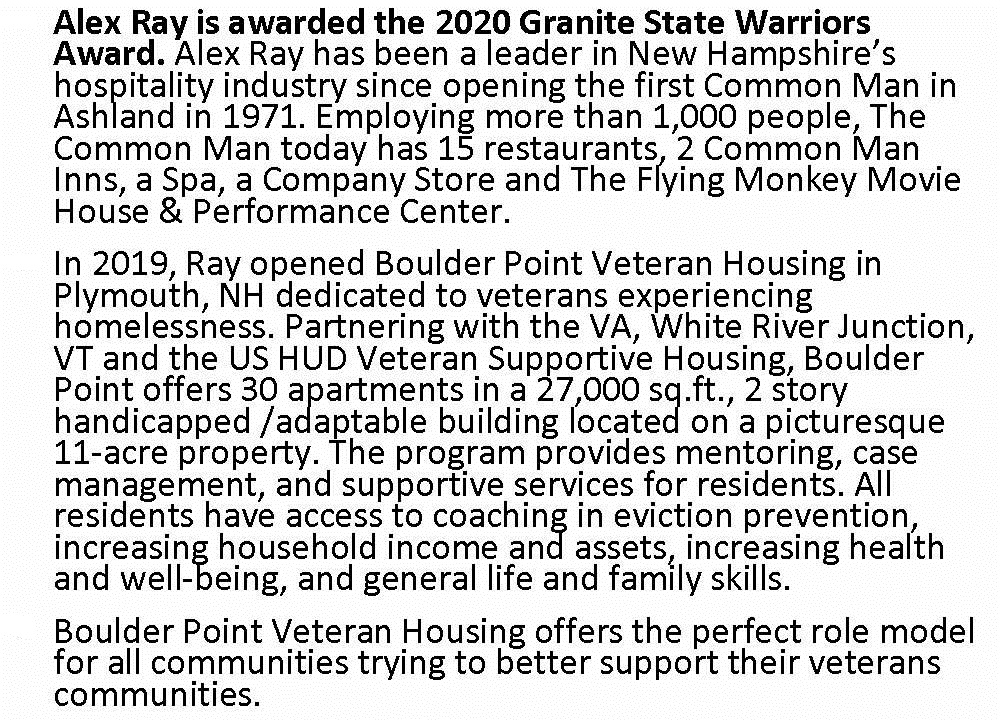 Alex Ray is awarded the 2020 Granite State Warriors
Award. Alex Ray has been a leader in New Hampshire’s
hospitality industry since opening the first Common Man in
Ashland in 1971. Employing more than 1,000 people, The
Common Man today has 15 restaurants, 2 Common Man
Inns, a Spa, a Company Store and The Flying Monkey Movie
House & Performance Center.
In 2019, Ray opened Boulder Point Veteran Housing in
Plymouth, NH dedicated to veterans experiencing
homelessness. Partnering with the VA, White River Junction,
VT and the US HUD Veteran Supportive Housing, Boulder
Point offers 30 apartments in a 27,000 sq.ft., 2 story
handicapped /adaptable building located on a picturesque
11-acre property. The program provides mentoring, case
management, and supportive services for residents. All
residents have access to coaching in eviction prevention,
increasing household income and assets, increasing health
and well-being, and general life and family skills.
Boulder Point Veteran Housing offers the perfect role model
for all communities trying to better support their veterans
communities.